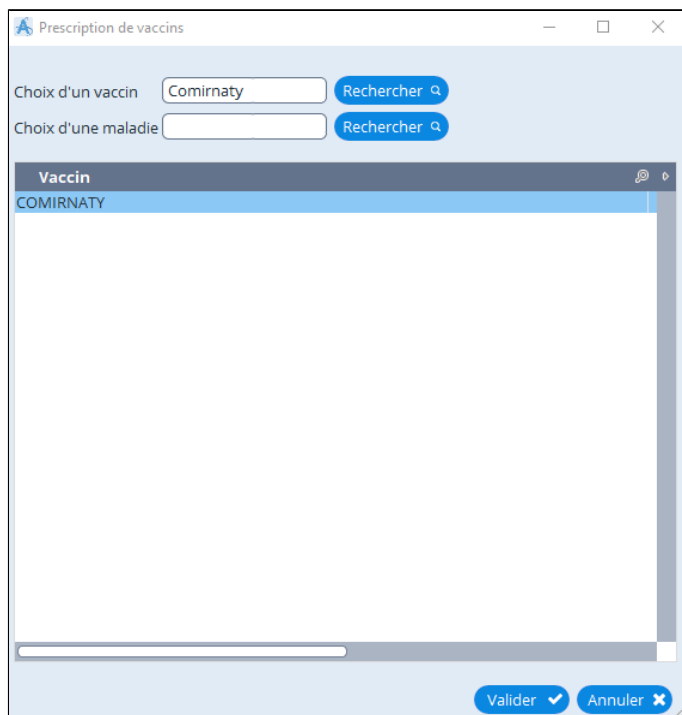 Prescription de vaccins
Choix d'un vaccin Comirnaty Rechercher
Choix d'une maladie Rechercher
Vaccin
COMIRNATY
Valider Annuler